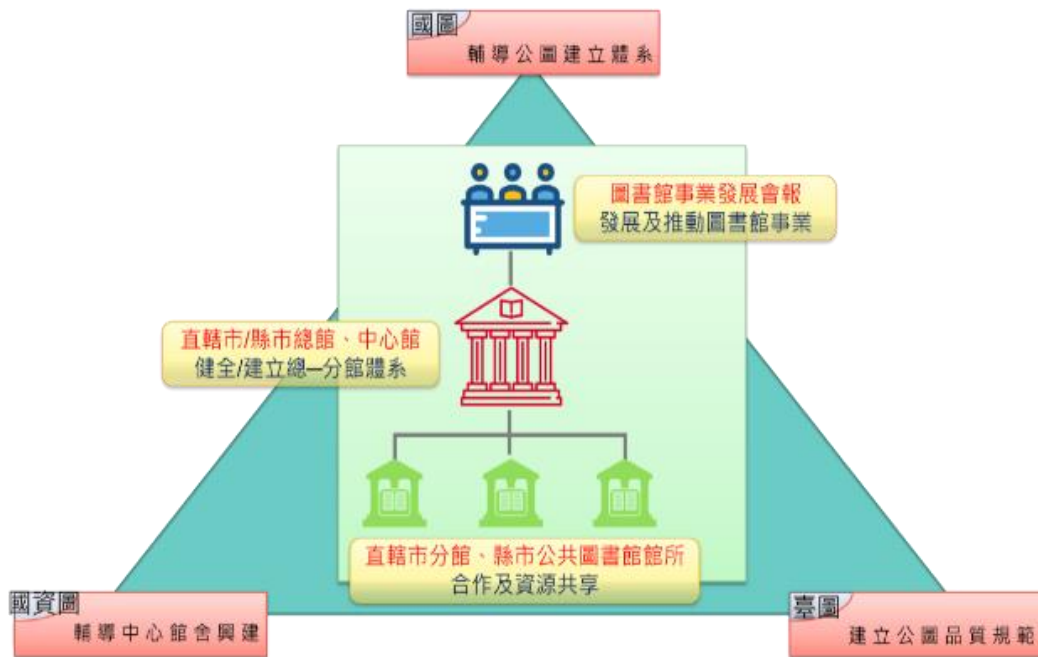 國圖
輔導公圖建立體系
圖書館事業發展會報
發展及推動圖書館事業
直轄市/縣市總館、中心館
健全/建立總—分館體系
直轄市分館、縣市公共圖書館館所
合作及資源共享
國資圖
輔導中心館舍興建
臺圖
建立公圖品質規範